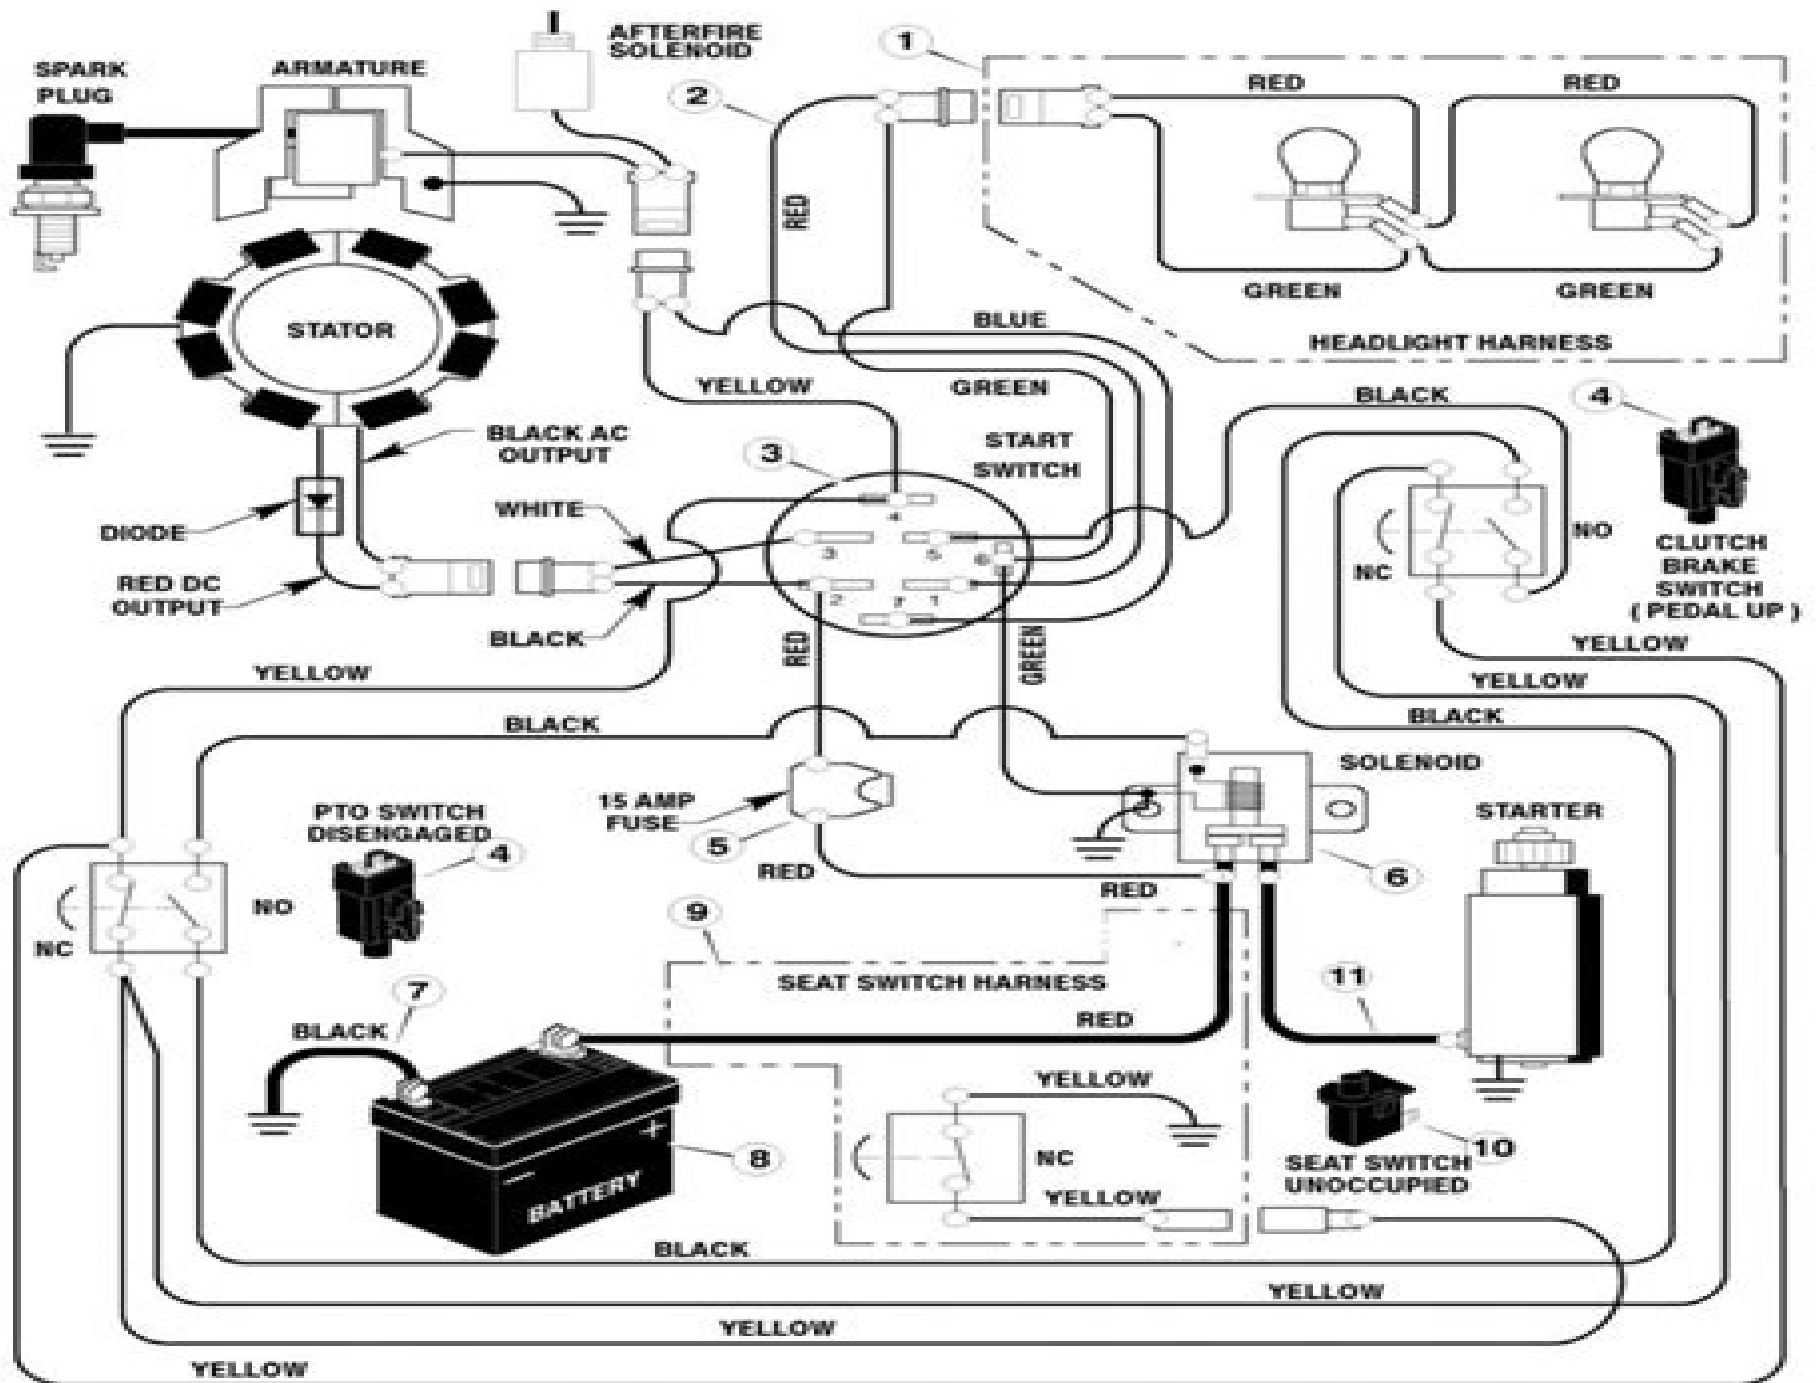 AFTERFIRE
SOLENOID
1
SPARK
PLUG
ARMATURE
2
RED
RED
RED
STATOR
BLUE
GREEN
GREEN
HEADLIGHT HARNESS
YELLOW
GREEN
BLACK
4
BLACK AC
OUTPUT
START
SWITCH
3
WHITE
DIODE
4
3
5
6
2
1
7
NO
NC
CLUTCH
BRAKE
SWITCH
( PEDAL UP )
RED DC
OUTPUT
BLACK
RED
GREEN
YELLOW
YELLOW
YELLOW
BLACK
BLACK
SOLENOID
PTO SWITCH
DISENGAGED
4
15 AMP
FUSE
5
STARTER
RED
RED
6
NO
NC
9
SEAT SWITCH HARNESS
11
7
BLACK
RED
YELLOW
8
NC
10
SEAT SWITCH
UNOCCUPIED
+
−
BATTERY
YELLOW
BLACK
YELLOW
YELLOW
YELLOW